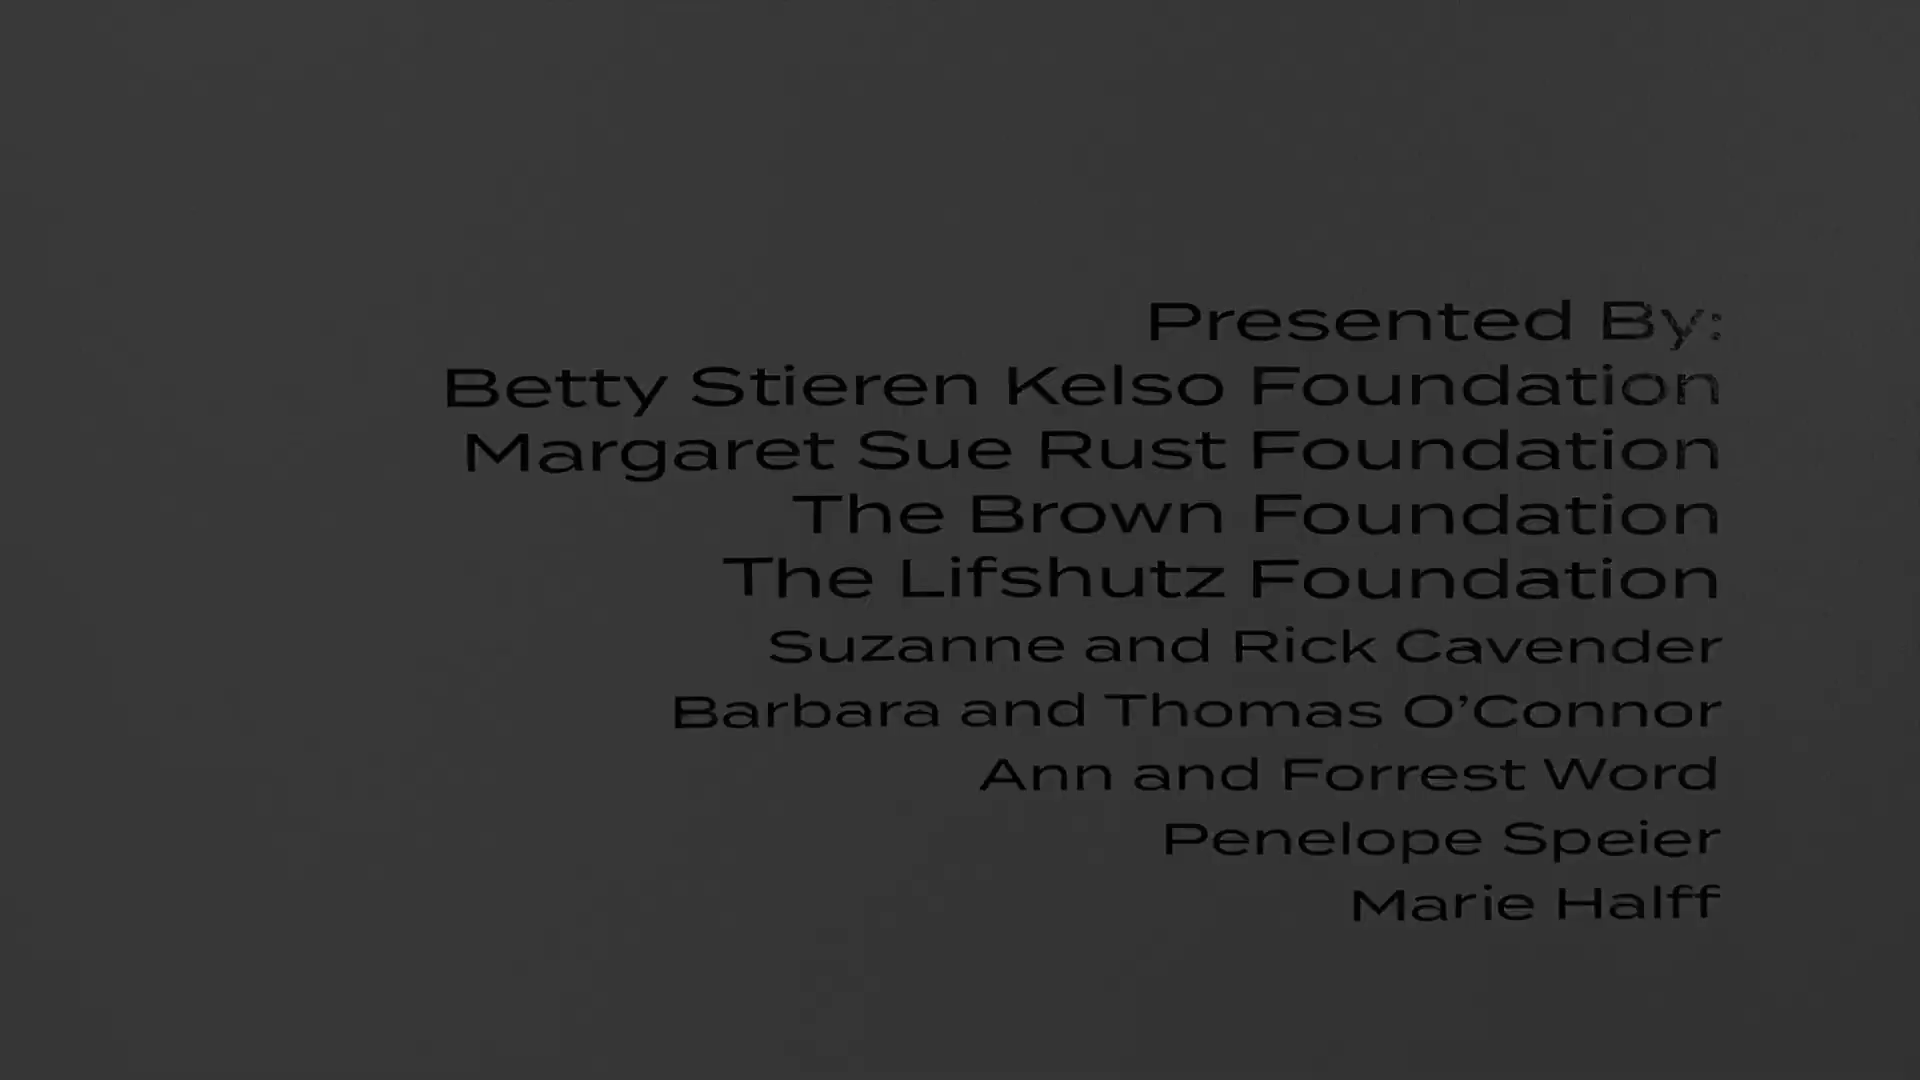 Presented By:
Betty Stieren Kelso Foundation
Margaret Sue Rust Foundation
The Brown Foundation
The Lifshutz Foundation
Suzanne and Rick Cavender
Barbara and Thomas O’Connor
Ann and Forrest Word
Penelope Speier
Marie Halff